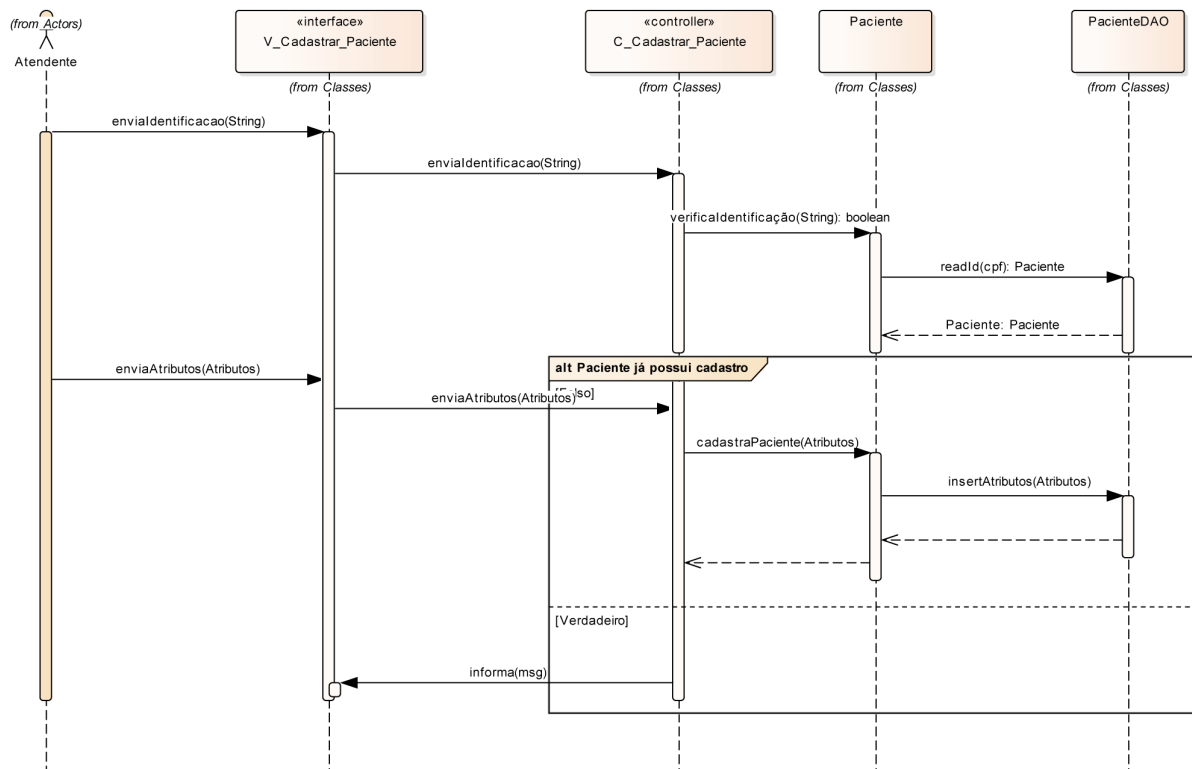 (from Actors)
Atendente
«interface»
V_Cadastrar_Paciente
(from Classes)
«controller»
C_Cadastrar_Paciente
(from Classes)
Paciente
(from Classes)
PacienteDAO
(from Classes)
enviaIdentificacao(String)
enviaIdentificacao(String)
verificaIdentificação(String): boolean
readId(cpf): Paciente
Paciente: Paciente
alt Paciente já possui cadastro
enviaAtributos(Atributos)
enviaAtributos(Atributos)
cadastraPaciente(Atributos)
insertAtributos(Atributos)
[Verdadeiro]
informa(msg)